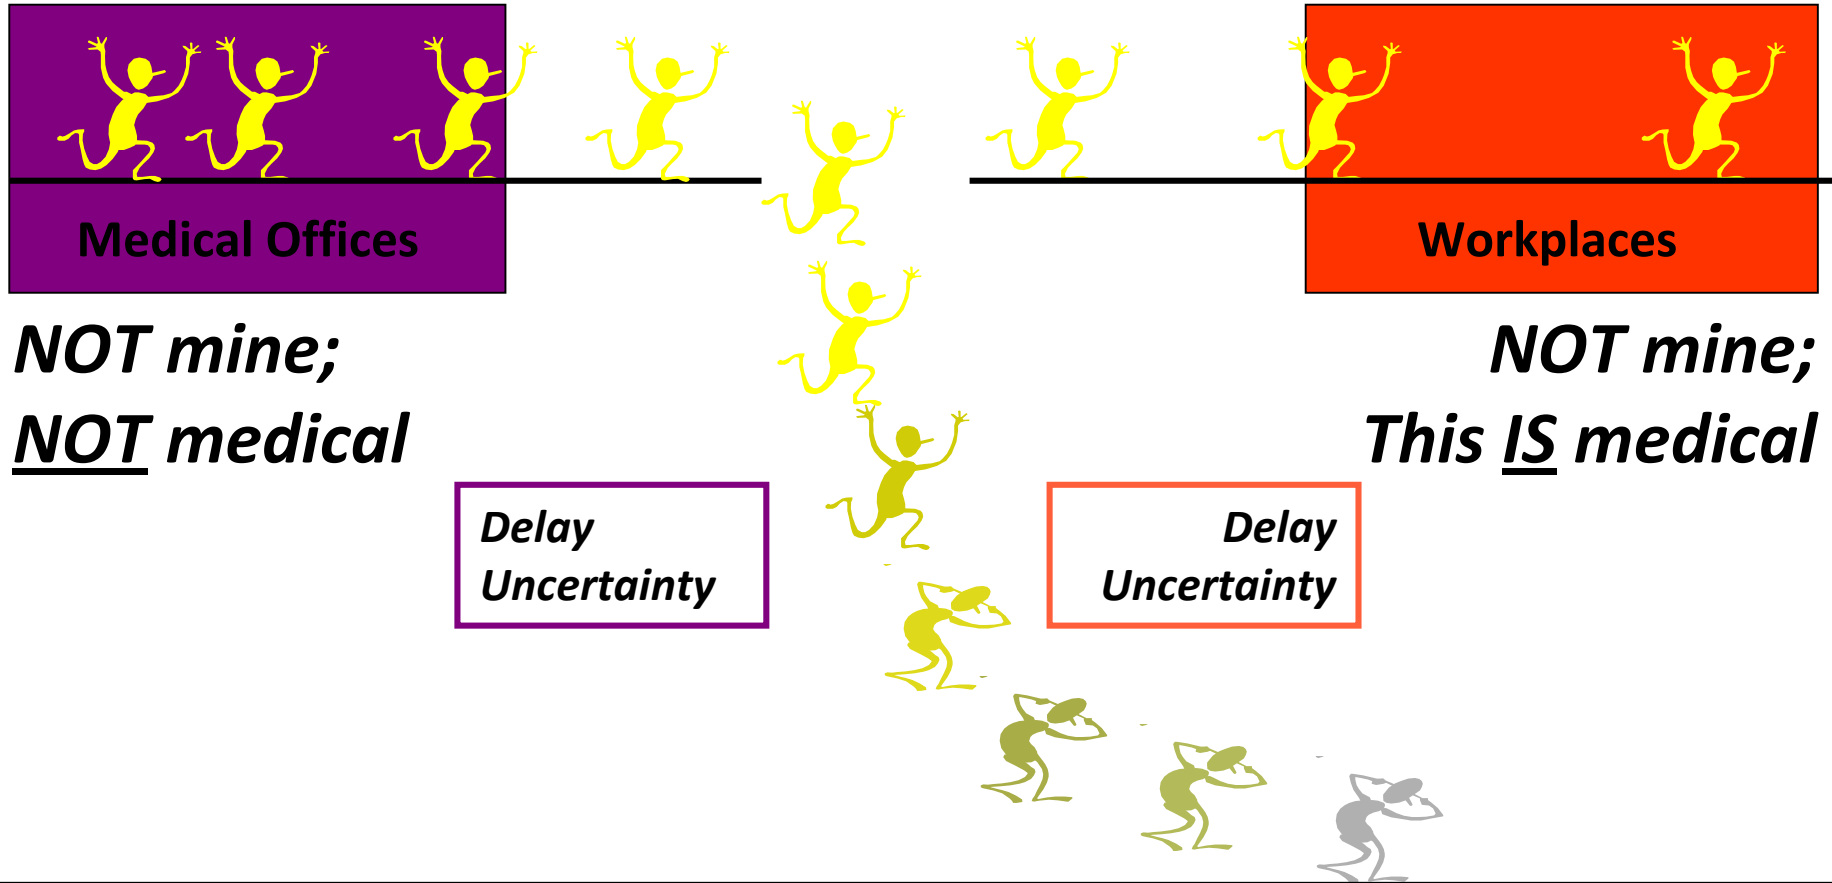 Medical Offices
Workplaces
NOT mine;
NOT medical
NOT mine;
This IS medical
Delay
Uncertainty
Delay
Uncertainty